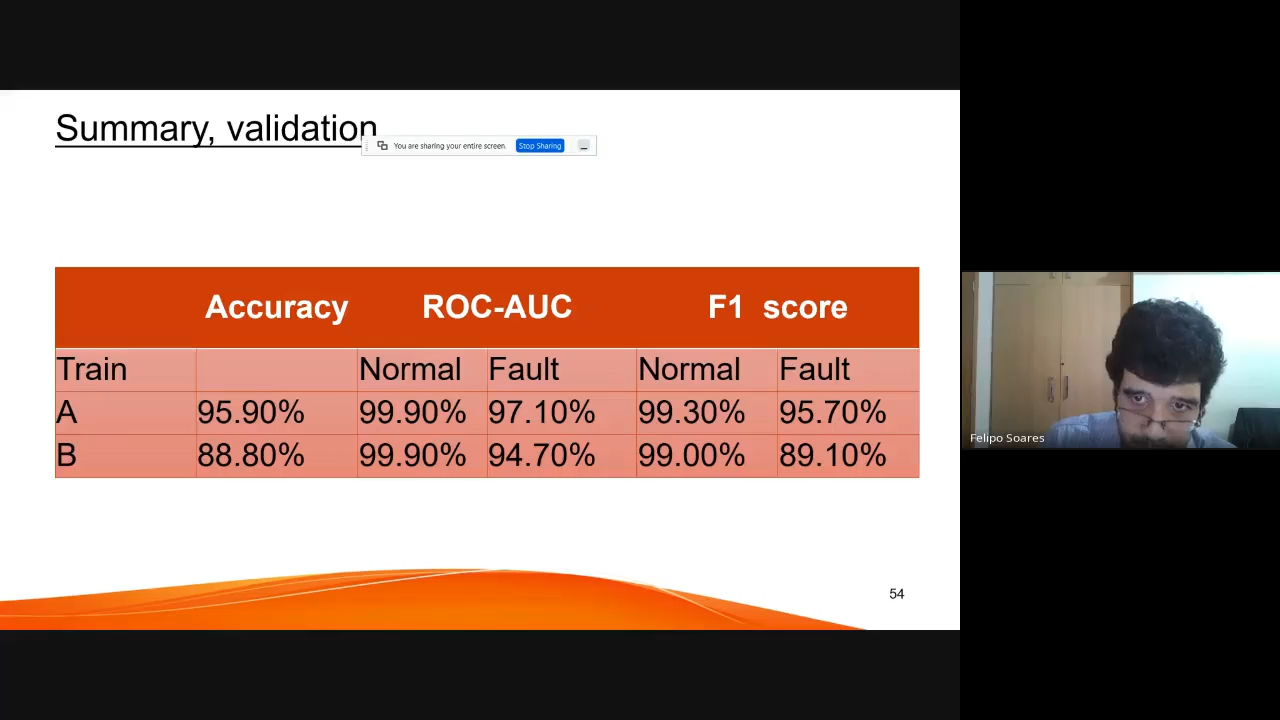 Summary, validation
You are sharing your entire screen. Stop Sharing
Accuracy ROC-AUC F1 score
Train Normal Fault Normal Fault
A 95.90% 99.90% 97.10% 99.30% 95.70%
B 88.80% 99.90% 94.70% 99.00% 89.10%
Felipo Soares
54